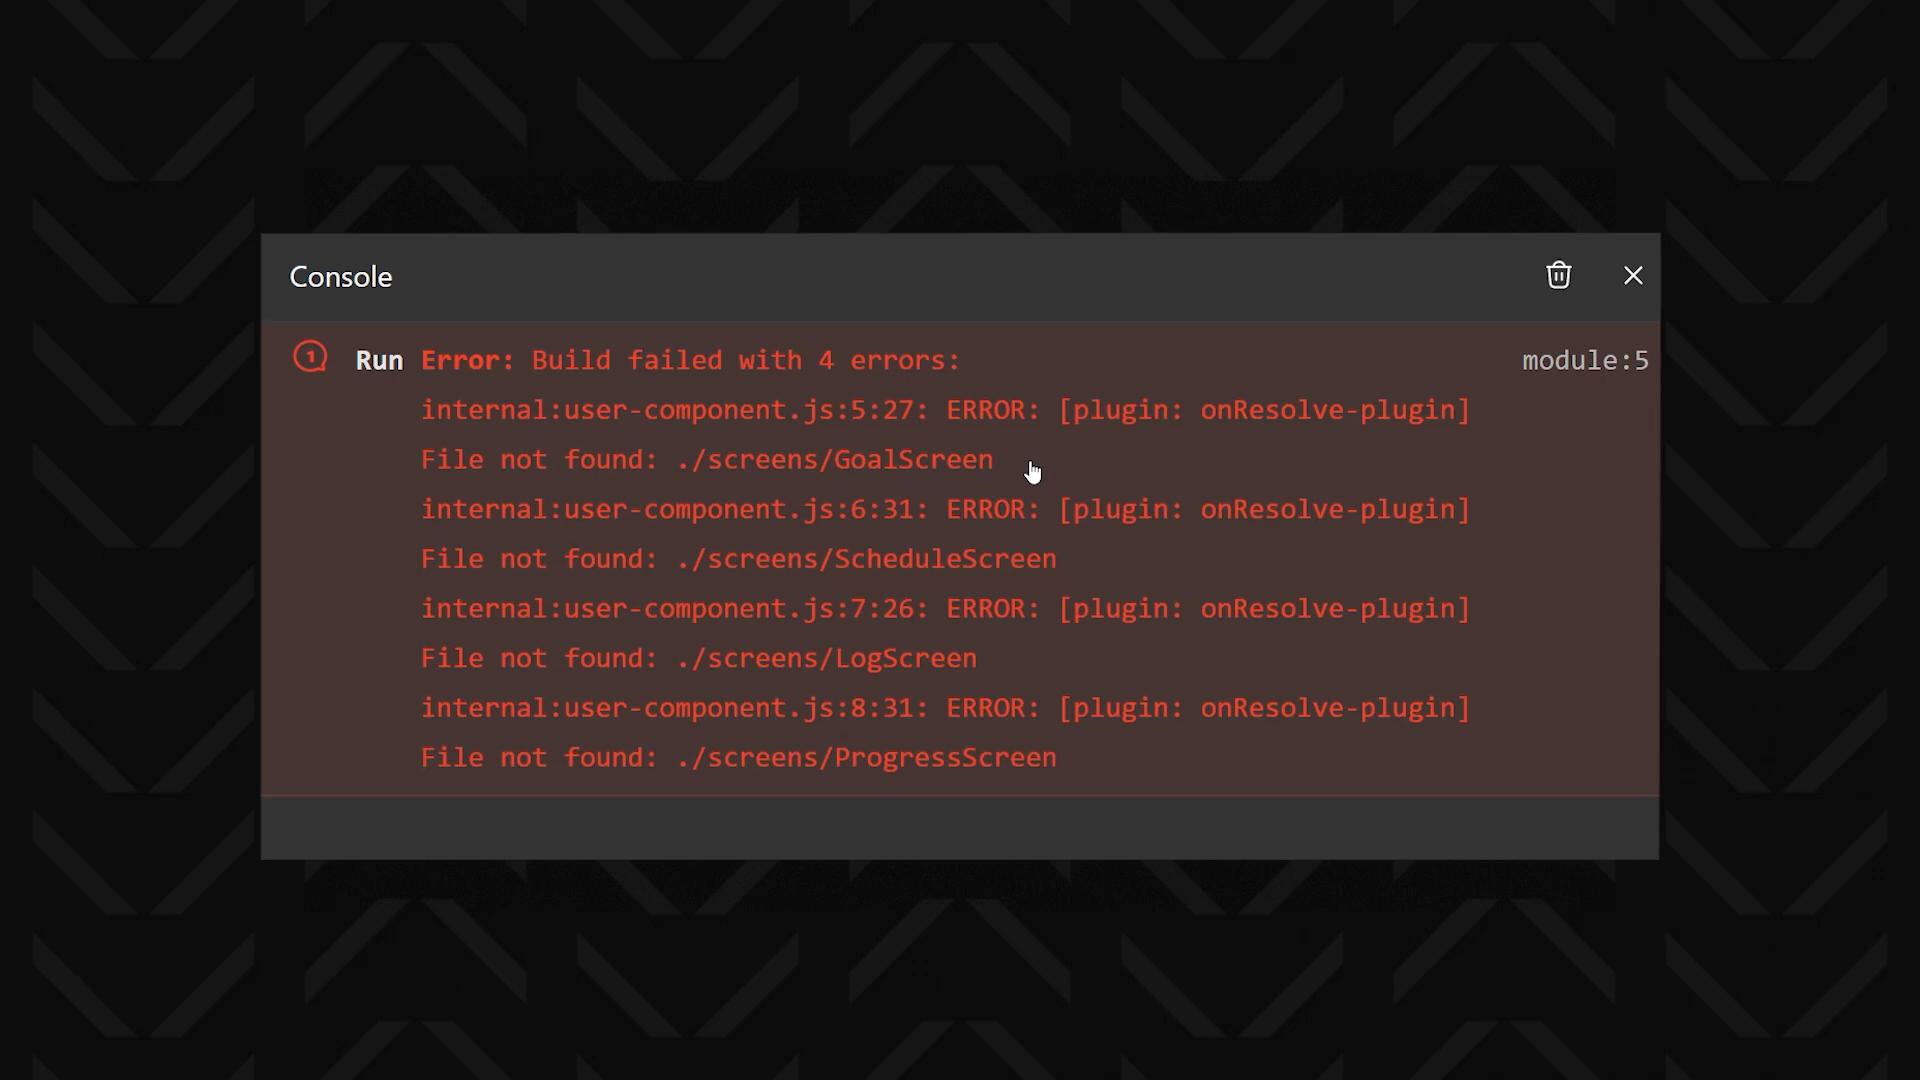 Console
Run Error: Build failed with 4 errors: module:5
internal:user-component.js:5:27: ERROR: [plugin: onResolve-plugin]
File not found: ./screens/GoalScreen
internal:user-component.js:6:31: ERROR: [plugin: onResolve-plugin]
File not found: ./screens/ScheduleScreen
internal:user-component.js:7:26: ERROR: [plugin: onResolve-plugin]
File not found: ./screens/LogScreen
internal:user-component.js:8:31: ERROR: [plugin: onResolve-plugin]
File not found: ./screens/ProgressScreen